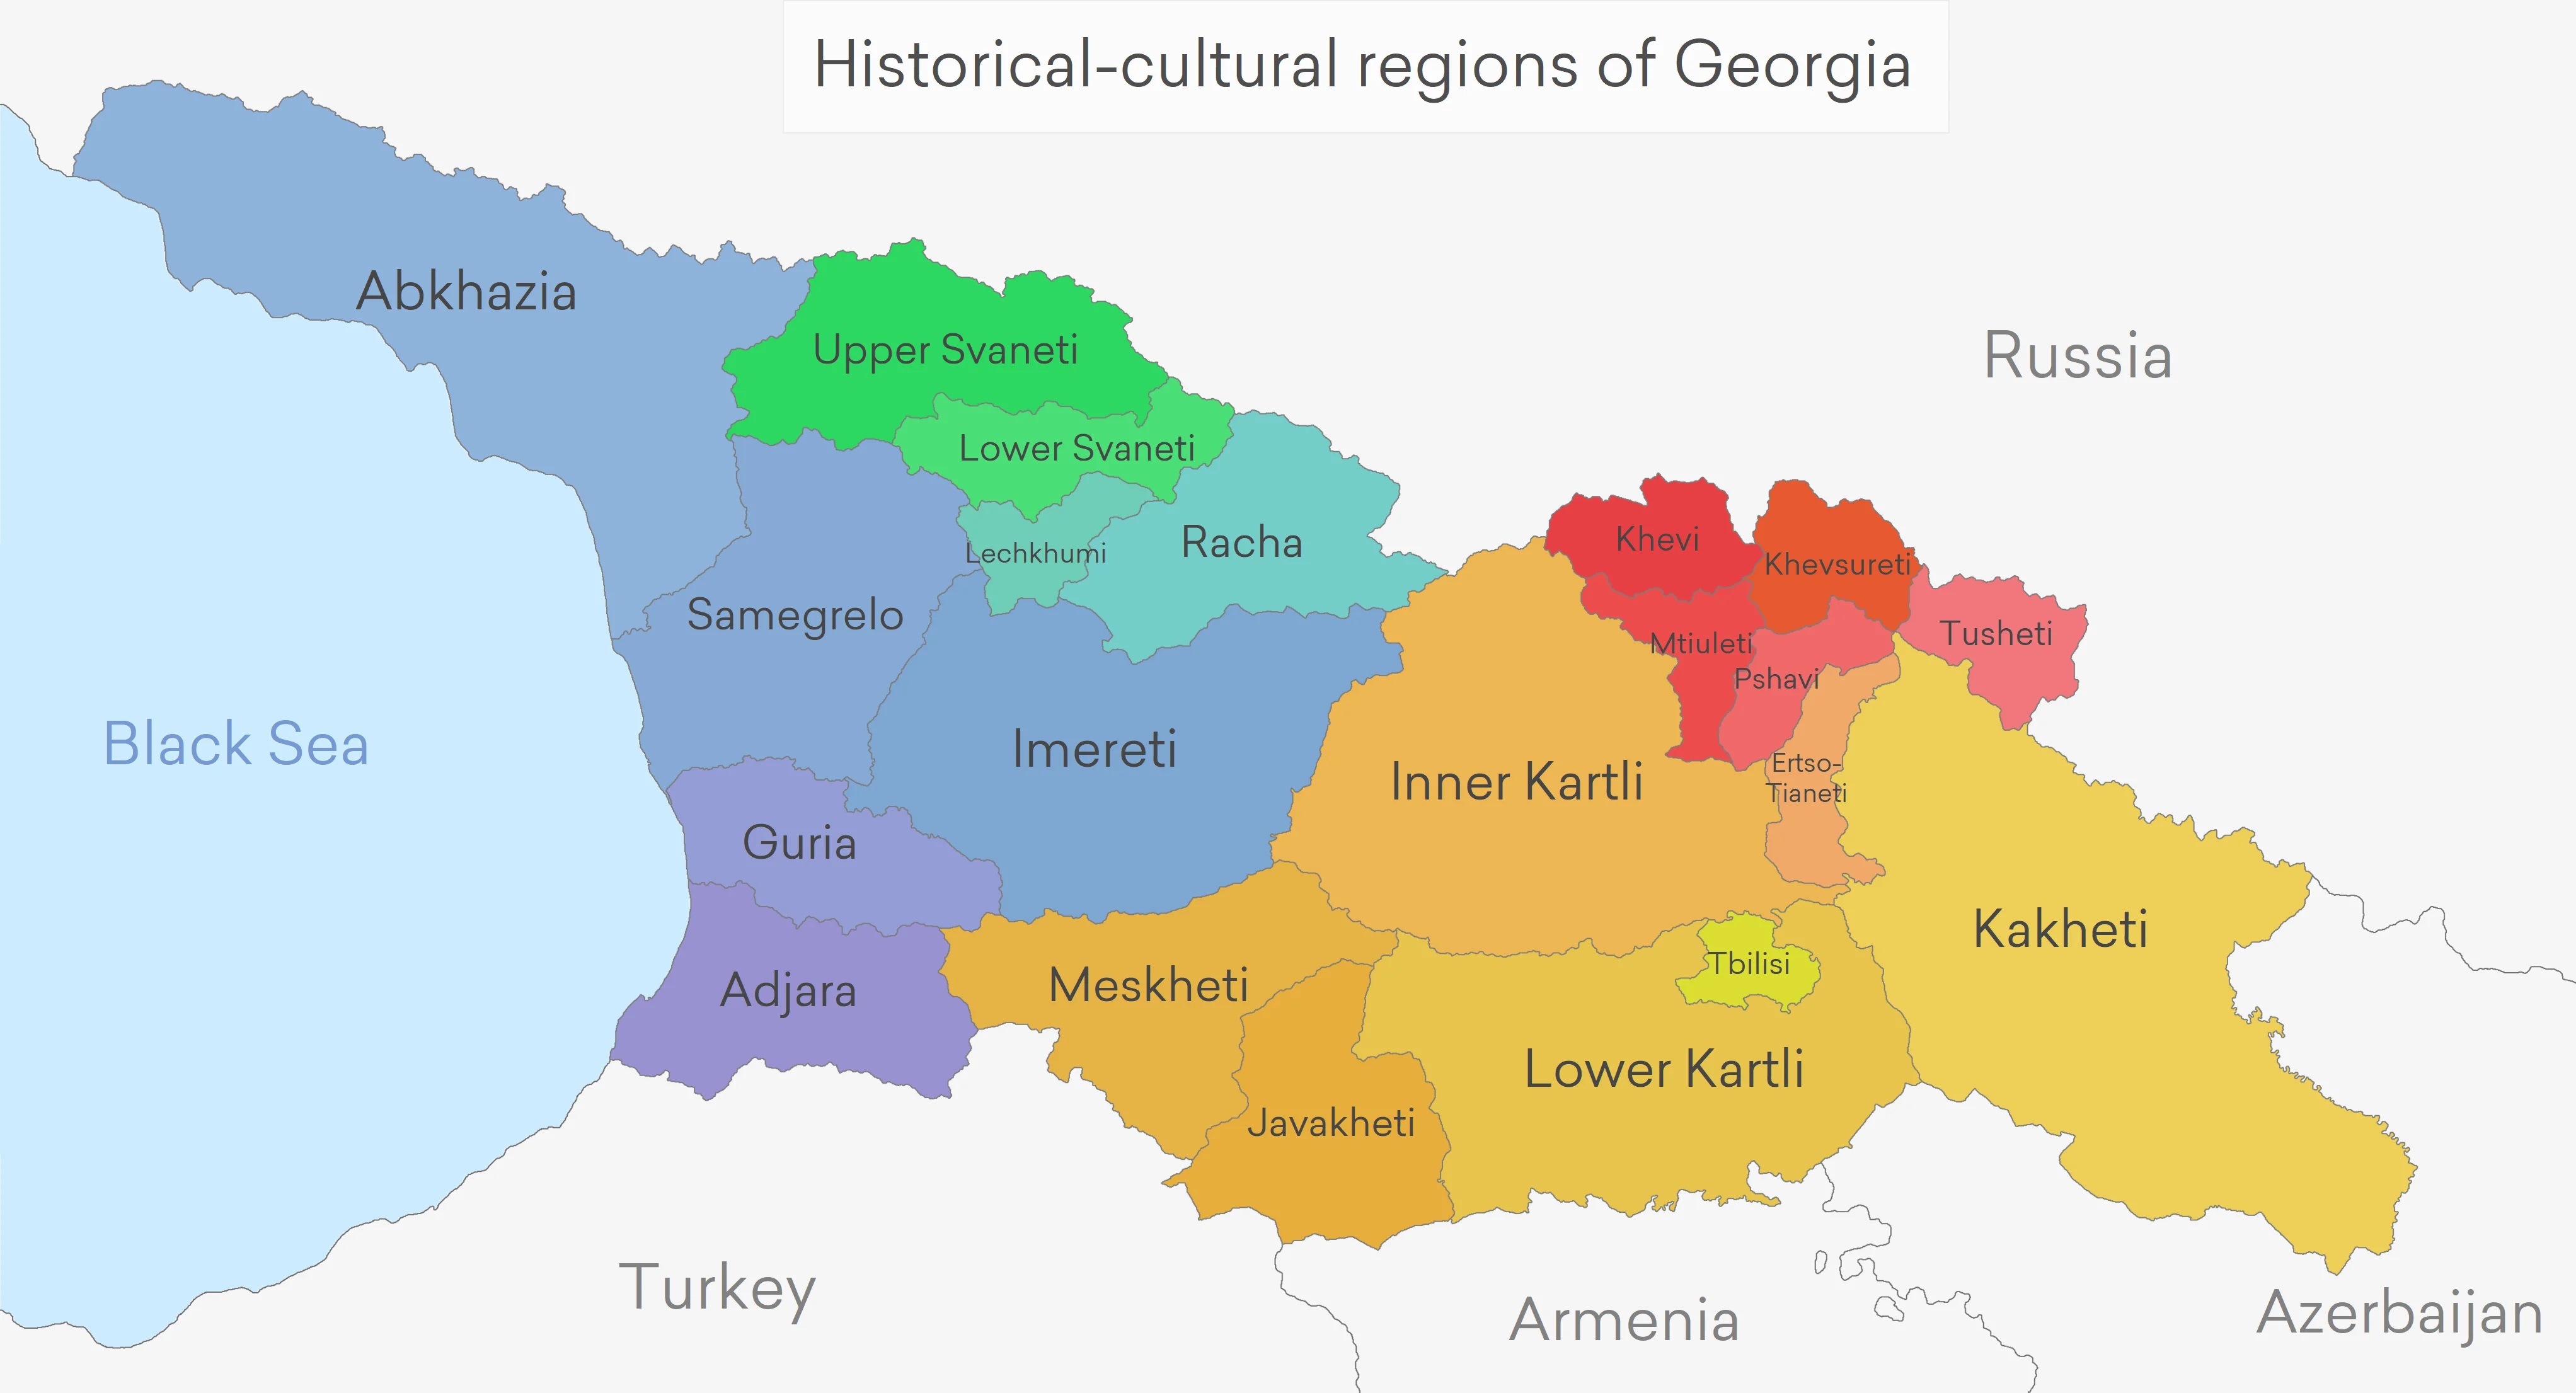 Historical-cultural regions of Georgia
Abkhazia
Upper Svaneti
Russia
Lower Svaneti
Racha
Khevi
Lechkhumi
Khevsureti
Samegrelo
Tusheti
Mtiuleti
Pshavi
Black Sea
Imereti
Inner Kartli
Ertso-
Tianeti
Guria
Kakheti
Tbilisi
Adjara
Meskheti
Lower Kartli
Javakheti
Turkey
Armenia
Azerbaijan